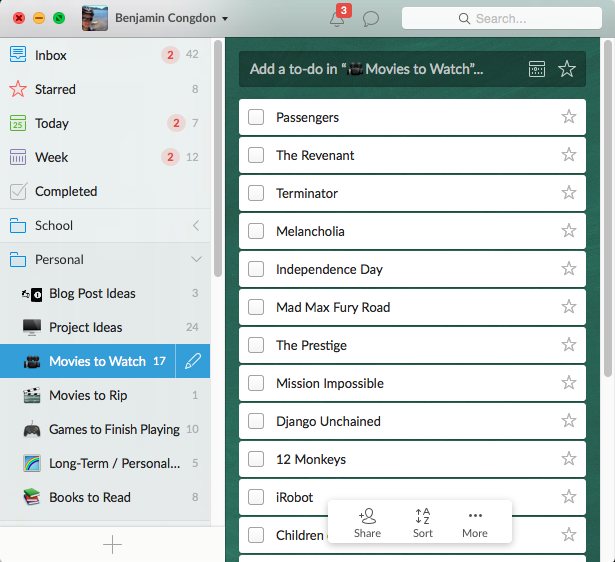 Benjamin Congdon
3
Search...
Inbox 2 42
Starred 8
25 Today 2 7
Week 2 12
Completed
School
Personal
Blog Post Ideas 3
Project Ideas 24
Movies to Watch 17
Movies to Rip 1
Games to Finish Playing 10
Long-Term / Personal... 5
Books to Read 8
Add a to-do in “🎥Movies to Watch”...
Passengers
The Revenant
Terminator
Melancholia
Independence Day
Mad Max Fury Road
The Prestige
Mission Impossible
Django Unchained
12 Monkeys
iRobot
Children
Share
A Z Sort
More